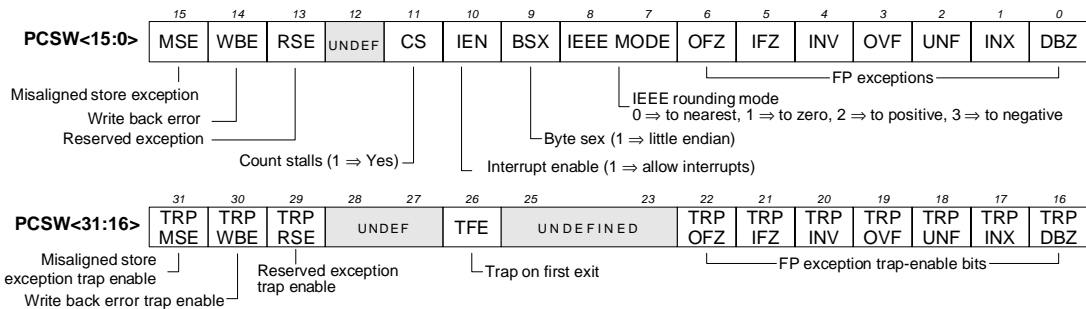 15 14 13 12 11 10 9 8 7 6 5 4 3 2 1 0
PCSW<15:0> MSE WBE RSE UNDEF CS IEN BSX IEEE MODE OFZ IFZ INV OVF UNF INX DBZ
FP exceptions
Misaligned store exception
IEEE rounding mode
0 ⇒ to nearest, 1 ⇒ to zero, 2 ⇒ to positive, 3 ⇒ to negative
Write back error
Reserved exception
Byte sex (1 ⇒ little endian)
Count stalls (1 ⇒ Yes)
Interrupt enable (1 ⇒ allow interrupts)
31 30 29 28 27 26 25 23 22 21 20 19 18 17 16
PCSW<31:16> TRP MSE TRP WBE TRP RSE UNDEF TFE UNDEFINED TRP OFZ TRP IFZ TRP INV TRP OVF TRP UNF TRP INX TRP DBZ
Misaligned store
exception trap enable
Reserved exception
trap enable
Trap on first exit
FP exception trap-enable bits
Write back error trap enable